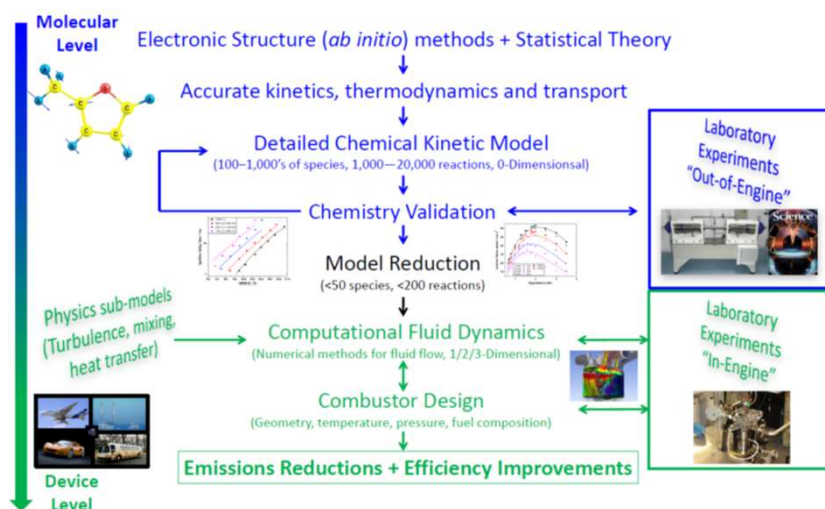 Molecular
Level
Electronic Structure (ab initio) methods + Statistical Theory
Accurate kinetics, thermodynamics and transport
Detailed Chemical Kinetic Model
(100–1,000's of species, 1,000—20,000 reactions, 0-Dimensionsal)
Chemistry Validation
Laboratory
Experiments
"Out-of-Engine"
Science
Model Reduction
(<50 species, <200 reactions)
Physics sub-models
(Turbulence, mixing,
heat transfer)
Computational Fluid Dynamics
(Numerical methods for fluid flow, 1/2/3-Dimensional)
Laboratory
Experiments
"In-Engine"
Combustor Design
(Geometry, temperature, pressure, fuel composition)
Emissions Reductions + Efficiency Improvements
Device
Level